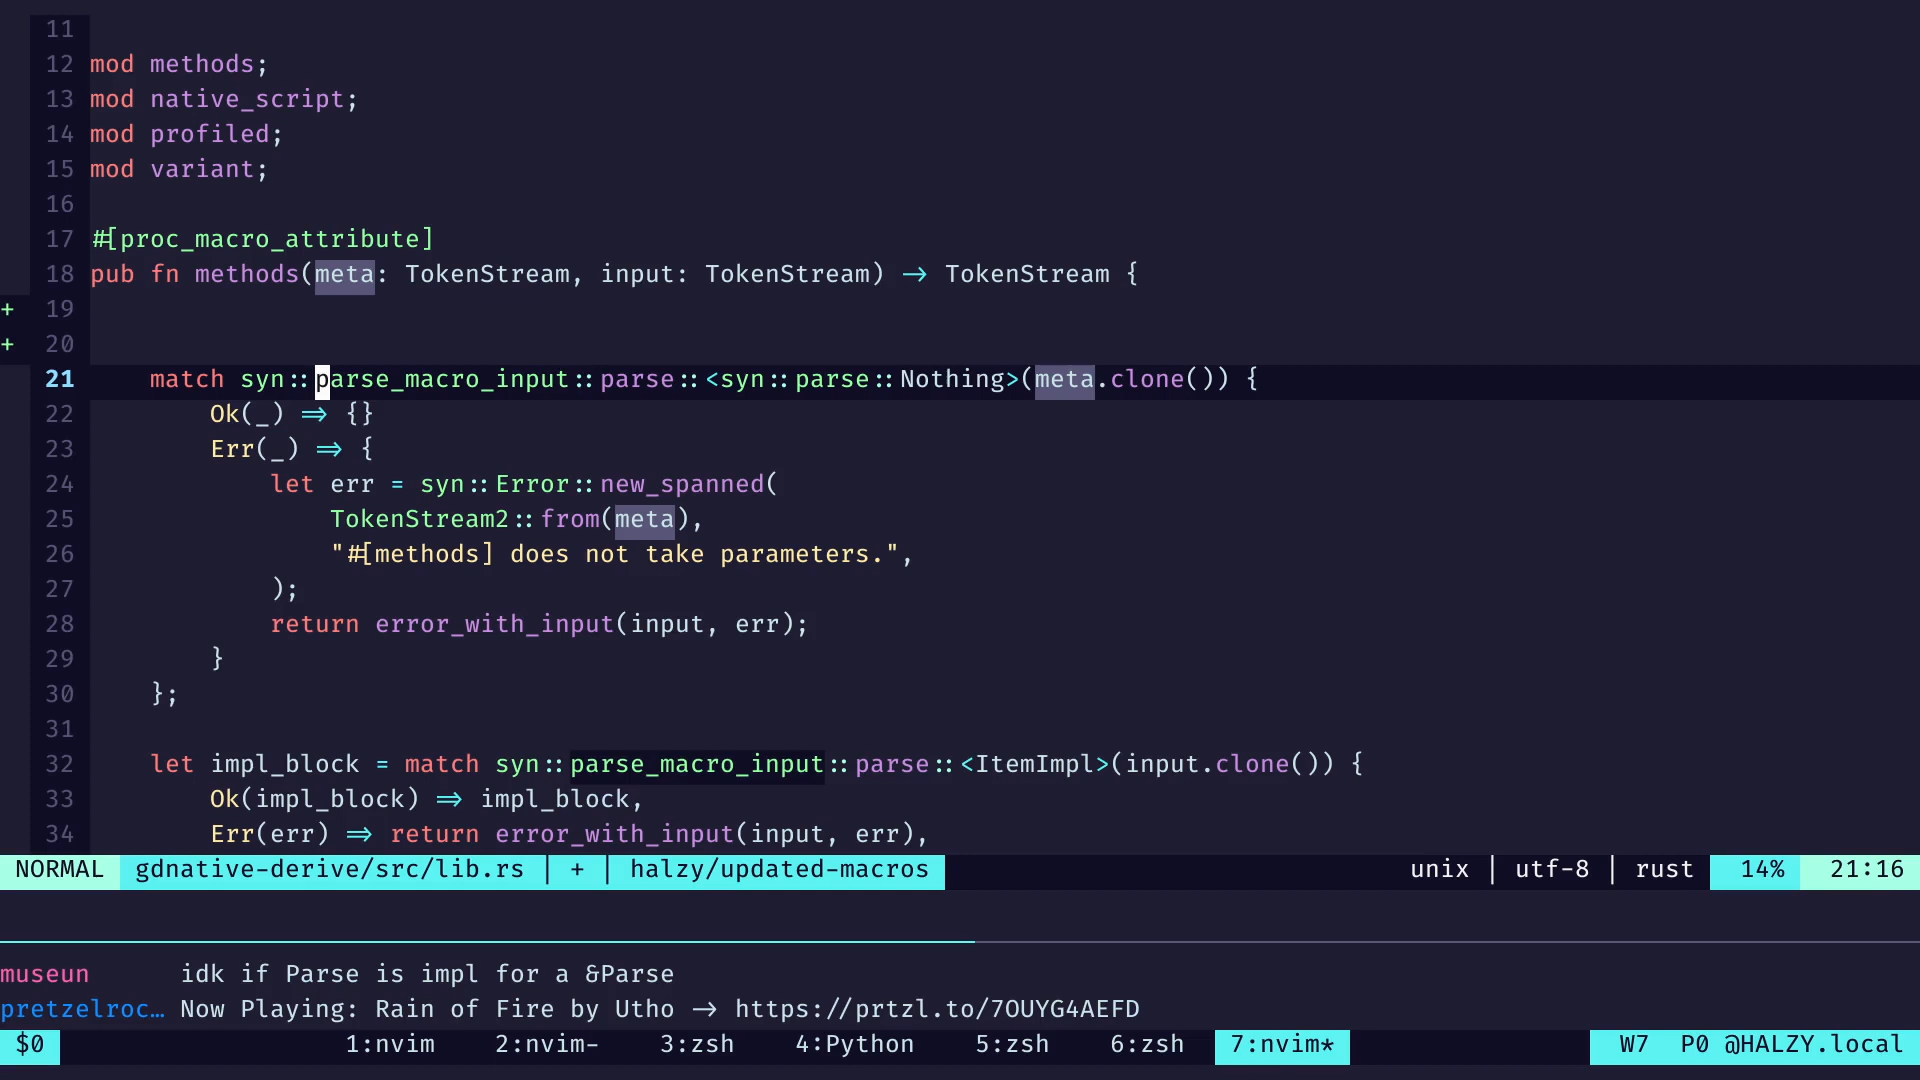 11
12 mod methods;
13 mod native_script;
14 mod profiled;
15 mod variant;
16
17 #[proc_macro_attribute]
18 pub fn methods(meta: TokenStream, input: TokenStream) -> TokenStream {
+ 19
+ 20
21     match syn::parse_macro_input::parse::<syn::parse::Nothing>(meta.clone()) {
22         Ok(_) => {}
23         Err(_) => {
24             let err = syn::Error::new_spanned(
25                 TokenStream2::from(meta),
26                 "#[methods] does not take parameters.",
27             );
28             return error_with_input(input, err);
29         }
30     };
31
32     let impl_block = match syn::parse_macro_input::parse::<ItemImpl>(input.clone()) {
33         Ok(impl_block) => impl_block,
34         Err(err) => return error_with_input(input, err),
NORMAL gdnative-derive/src/lib.rs | + | halzy/updated-macros unix | utf-8 | rust 14% 21:16
museun idk if Parse is impl for a &Parse
pretzelroc… Now Playing: Rain of Fire by Utho -> https://prtzl.to/7OUYG4AEFD
$0 1:nvim 2:nvim- 3:zsh 4:Python 5:zsh 6:zsh 7:nvim* W7 P0 @HALZY.local